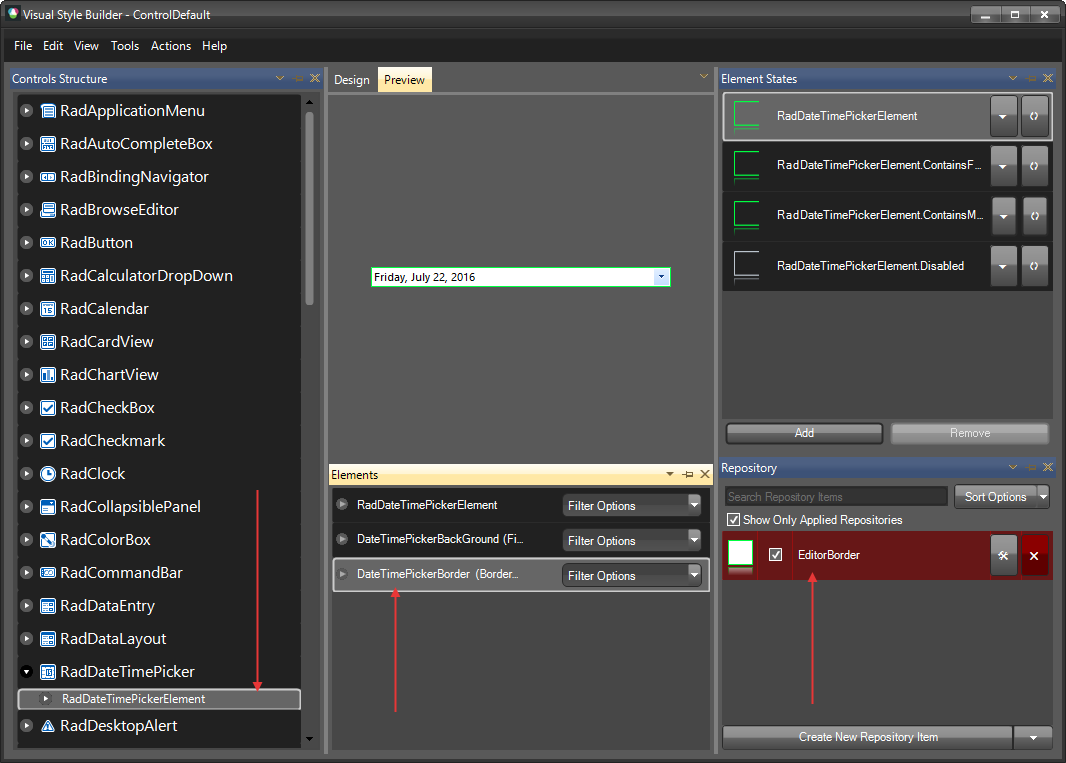 Visual Style Builder - ControlDefault
File Edit View Tools Actions Help
Controls Structure
RadApplicationMenu
RadAutoCompleteBox
RadBindingNavigator
RadBrowseEditor
RadButton
RadCalculatorDropDown
RadCalendar
RadCardView
RadChartView
RadCheckBox
RadCheckmark
RadClock
RadCollapsiblePanel
RadColorBox
RadCommandBar
RadDataEntry
RadDataLayout
RadDateTimePicker
RadDateTimePickerElement
RadDesktopAlert
Design Preview
Friday, July 22, 2016
Elements
RadDateTimePickerElement Filter Options
DateTimePickerBackGround (Fi... Filter Options
DateTimePickerBorder (Border... Filter Options
Element States
RadDateTimePickerElement
RadDateTimePickerElement.ContainsF...
RadDateTimePickerElement.ContainsM...
RadDateTimePickerElement.Disabled
Add Remove
Repository
Search Repository Items Sort Options
Show Only Applied Repositories
EditorBorder
Create New Repository Item